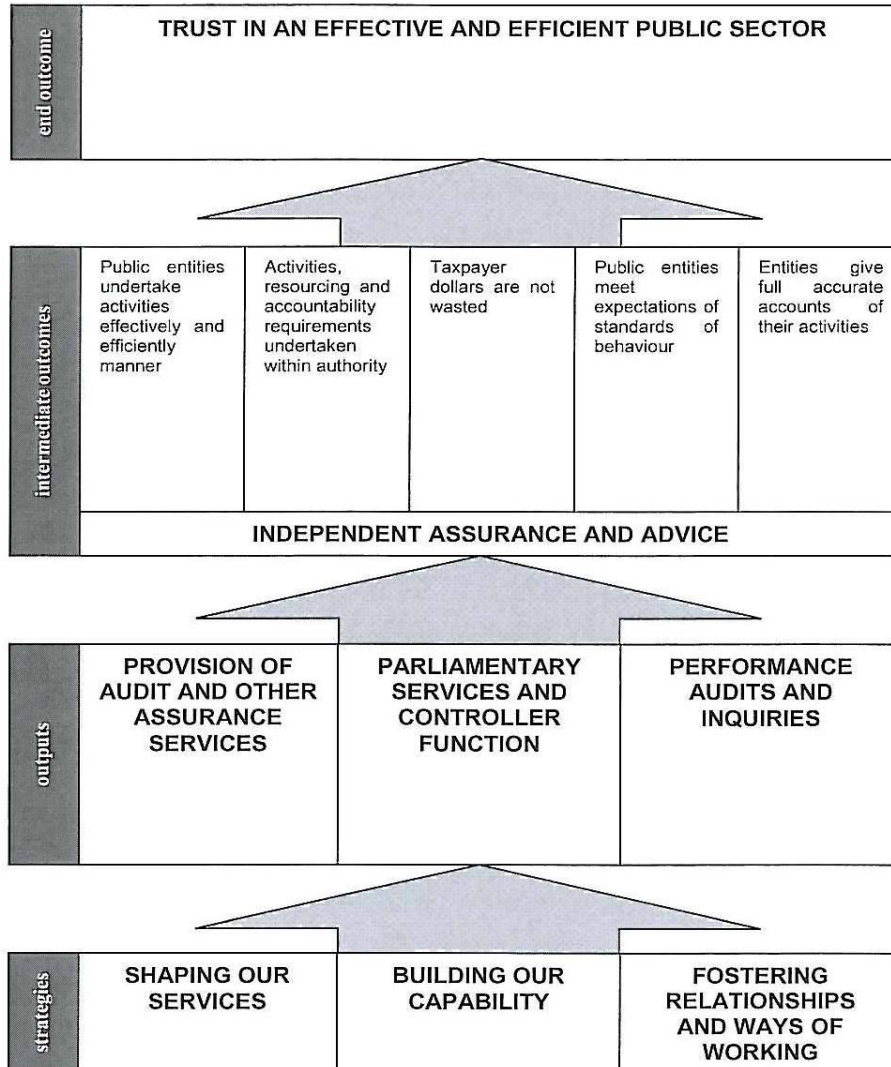 end outcome
TRUST IN AN EFFECTIVE AND EFFICIENT PUBLIC SECTOR
intermediate outcomes
Public entities
undertake
activities
effectively and
efficiently
manner
Activities,
resourcing and
accountability
requirements
undertaken
within authority
Taxpayer
dollars are not
wasted
Public entities
meet
expectations of
standards of
behaviour
Entities give
full accurate
accounts of
their activities
INDEPENDENT ASSURANCE AND ADVICE
outputs
PROVISION OF
AUDIT AND OTHER
ASSURANCE
SERVICES
PARLIAMENTARY
SERVICES AND
CONTROLLER
FUNCTION
PERFORMANCE
AUDITS AND
INQUIRIES
strategies
SHAPING OUR
SERVICES
BUILDING OUR
CAPABILITY
FOSTERING
RELATIONSHIPS
AND WAYS OF
WORKING